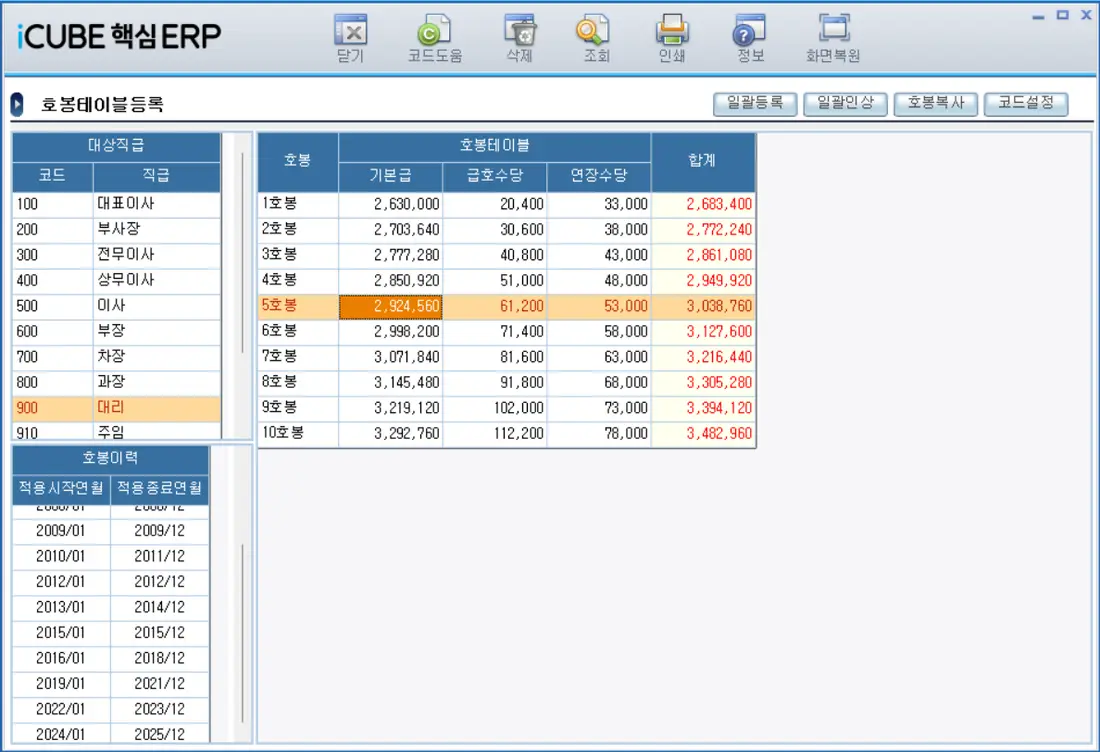 iCUBE 핵심ERP
닫기 코드도움 삭제 조회 인쇄 정보 화면복원
호봉테이블등록 일괄등록 일괄인상 호봉복사 코드설정
대상직급
코드 직급
100 대표이사
200 부사장
300 전무이사
400 상무이사
500 이사
600 부장
700 차장
800 과장
900 대리
910 주임
호봉이력
적용시작연월 적용종료연월
2008/01 2008/12
2009/01 2009/12
2010/01 2011/12
2012/01 2012/12
2013/01 2014/12
2015/01 2015/12
2016/01 2018/12
2019/01 2021/12
2022/01 2023/12
2024/01 2025/12
호봉 호봉테이블 합계
기본급 급호수당 연장수당
1호봉 2,630,000 20,400 33,000 2,683,400
2호봉 2,703,640 30,600 38,000 2,772,240
3호봉 2,777,280 40,800 43,000 2,861,080
4호봉 2,850,920 51,000 48,000 2,949,920
5호봉 2,924,560 61,200 53,000 3,038,760
6호봉 2,998,200 71,400 58,000 3,127,600
7호봉 3,071,840 81,600 63,000 3,216,440
8호봉 3,145,480 91,800 68,000 3,305,280
9호봉 3,219,120 102,000 73,000 3,394,120
10호봉 3,292,760 112,200 78,000 3,482,960